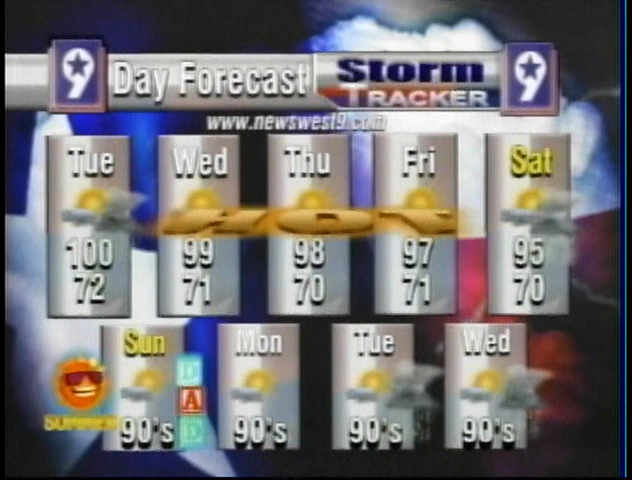 9 Day Forecast Storm 9
TRACKER
www.newswest9.com
Tue Wed Thu Fri Sat
HOT
100 99 98 97 95
72 71 70 71 70
Sun Mon Tue Wed
D
A
D
SUMMER
90's 90's 90's 90's